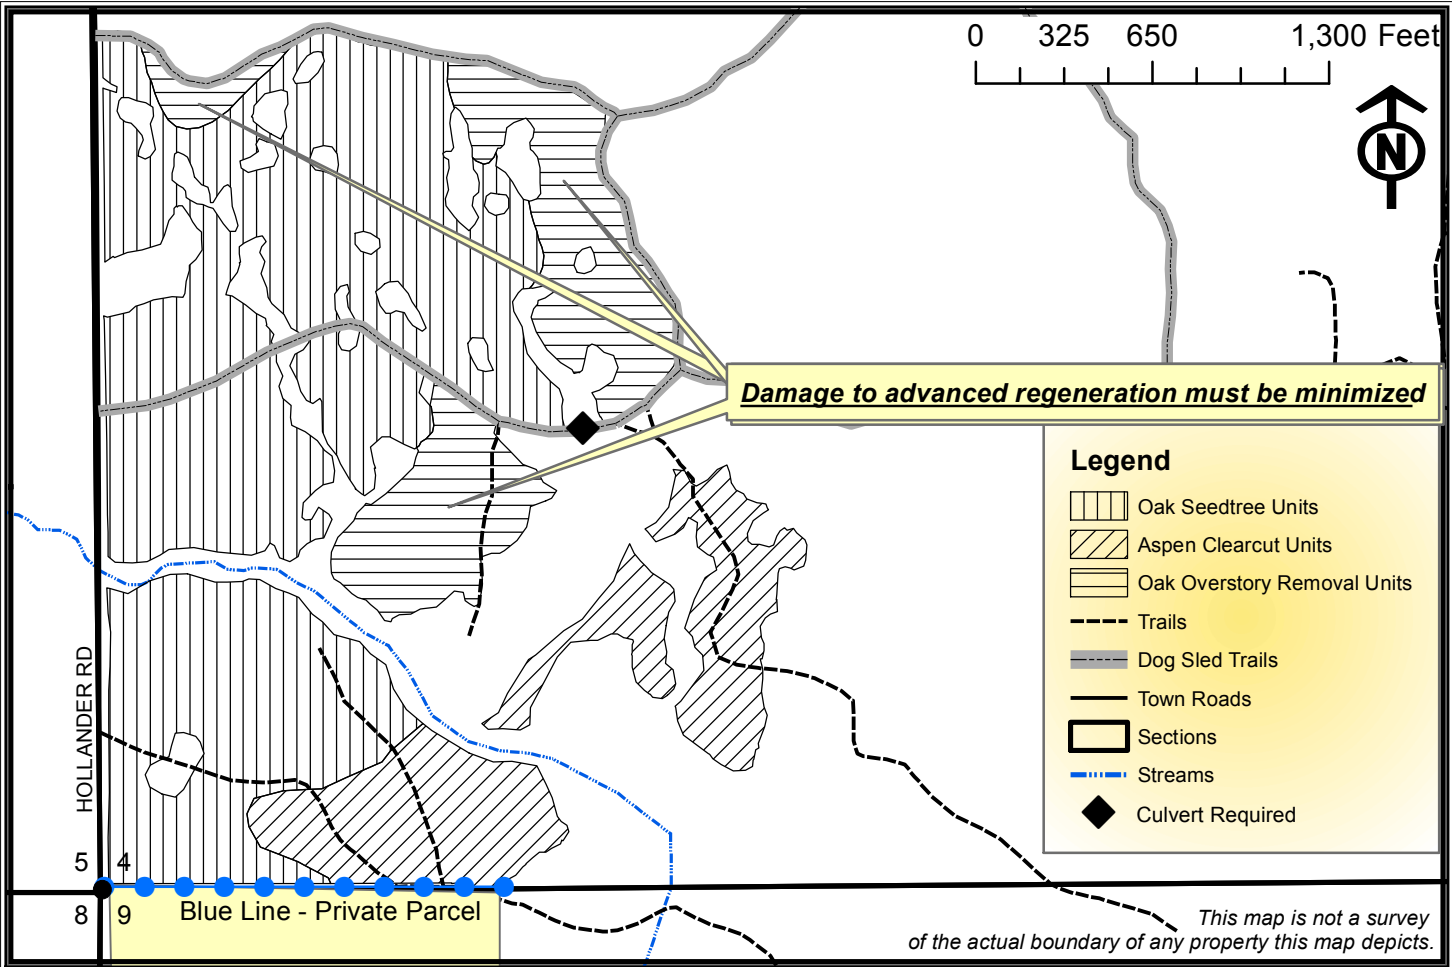 0 325 650 1,300 Feet
N
Damage to advanced regeneration must be minimized
Legend
Oak Seedtree Units
Aspen Clearcut Units
Oak Overstory Removal Units
Trails
Dog Sled Trails
Town Roads
Sections
Streams
Culvert Required
HOLLANDER RD
5 4
8 9
Blue Line - Private Parcel
This map is not a survey
of the actual boundary of any property this map depicts.